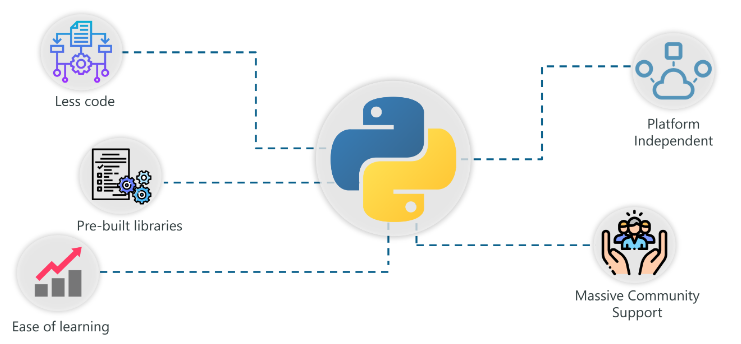 Less code
Platform
Independent
Pre-built libraries
Massive Community
Support
Ease of learning